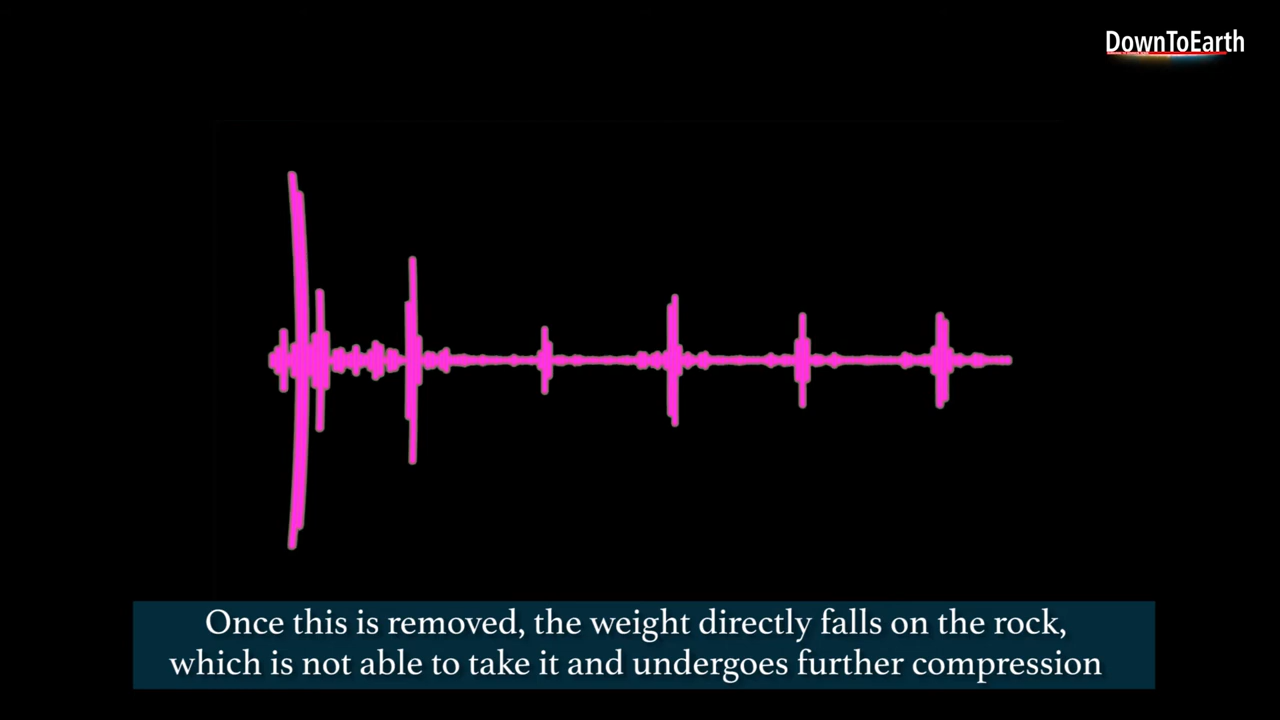 DownToEarth
Once this is removed, the weight directly falls on the rock,
which is not able to take it and undergoes further compression